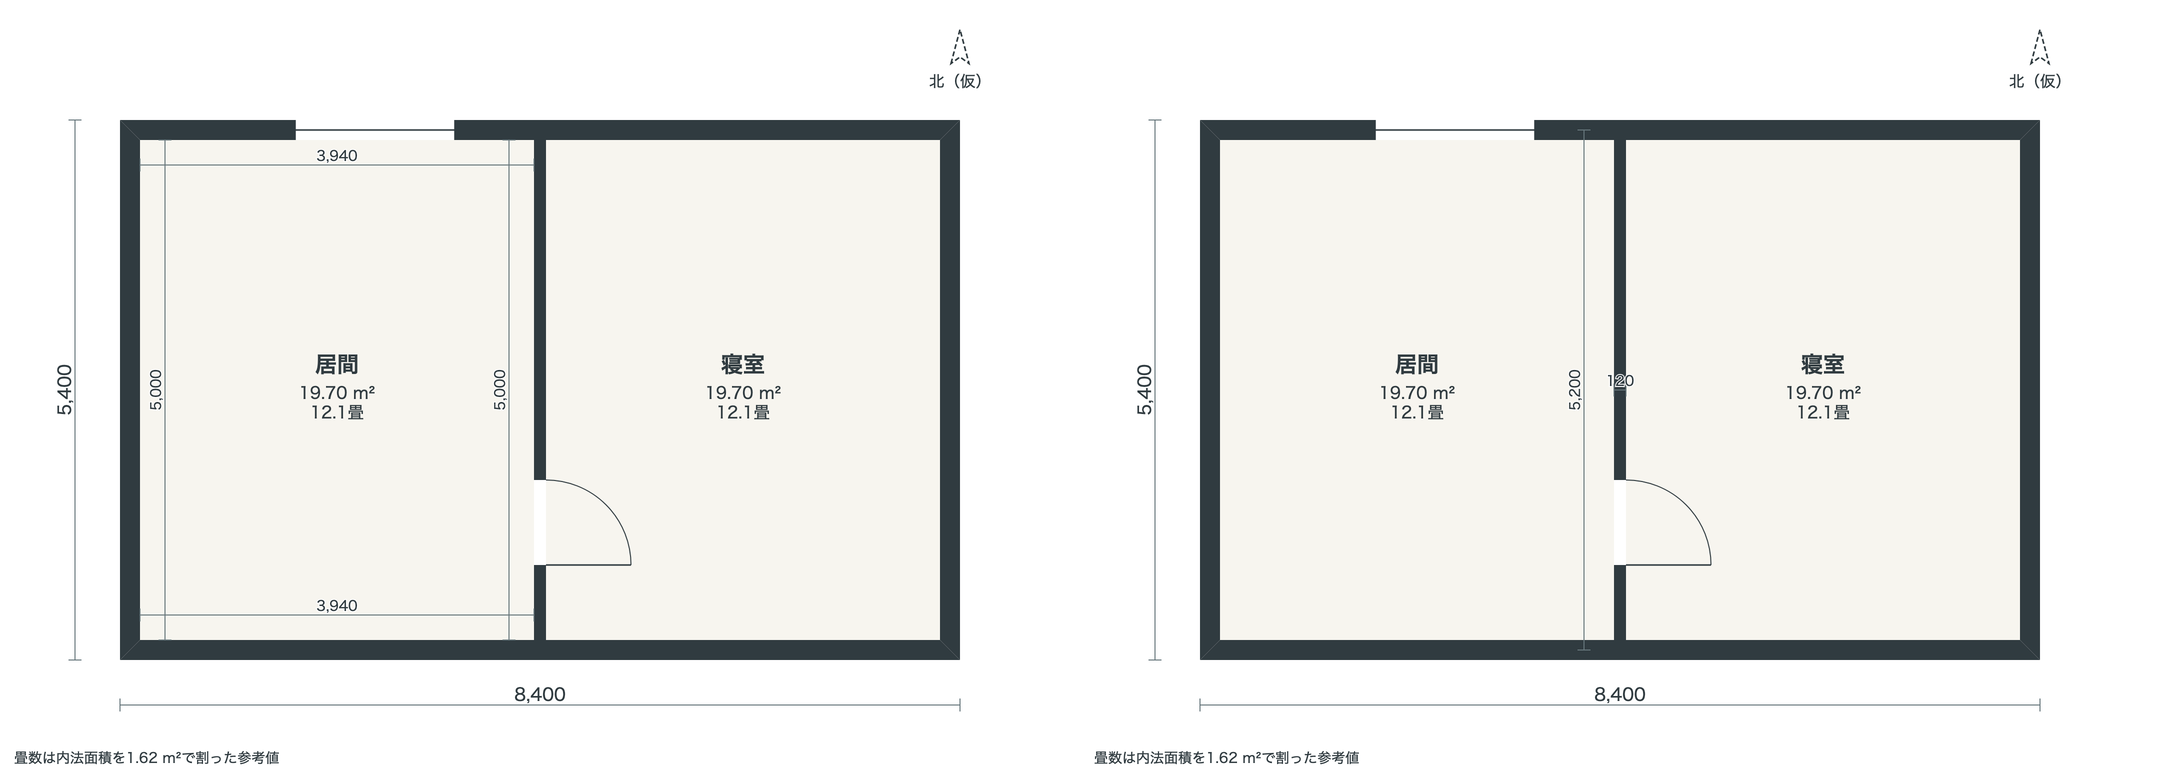 北（仮）
3,940
5,000
5,000
5,400
居間
19.70 m²
12.1畳
寝室
19.70 m²
12.1畳
3,940
8,400
畳数は内法面積を1.62 m²で割った参考値
北（仮）
5,400
居間
19.70 m²
12.1畳
5,200
120
寝室
19.70 m²
12.1畳
8,400
畳数は内法面積を1.62 m²で割った参考値